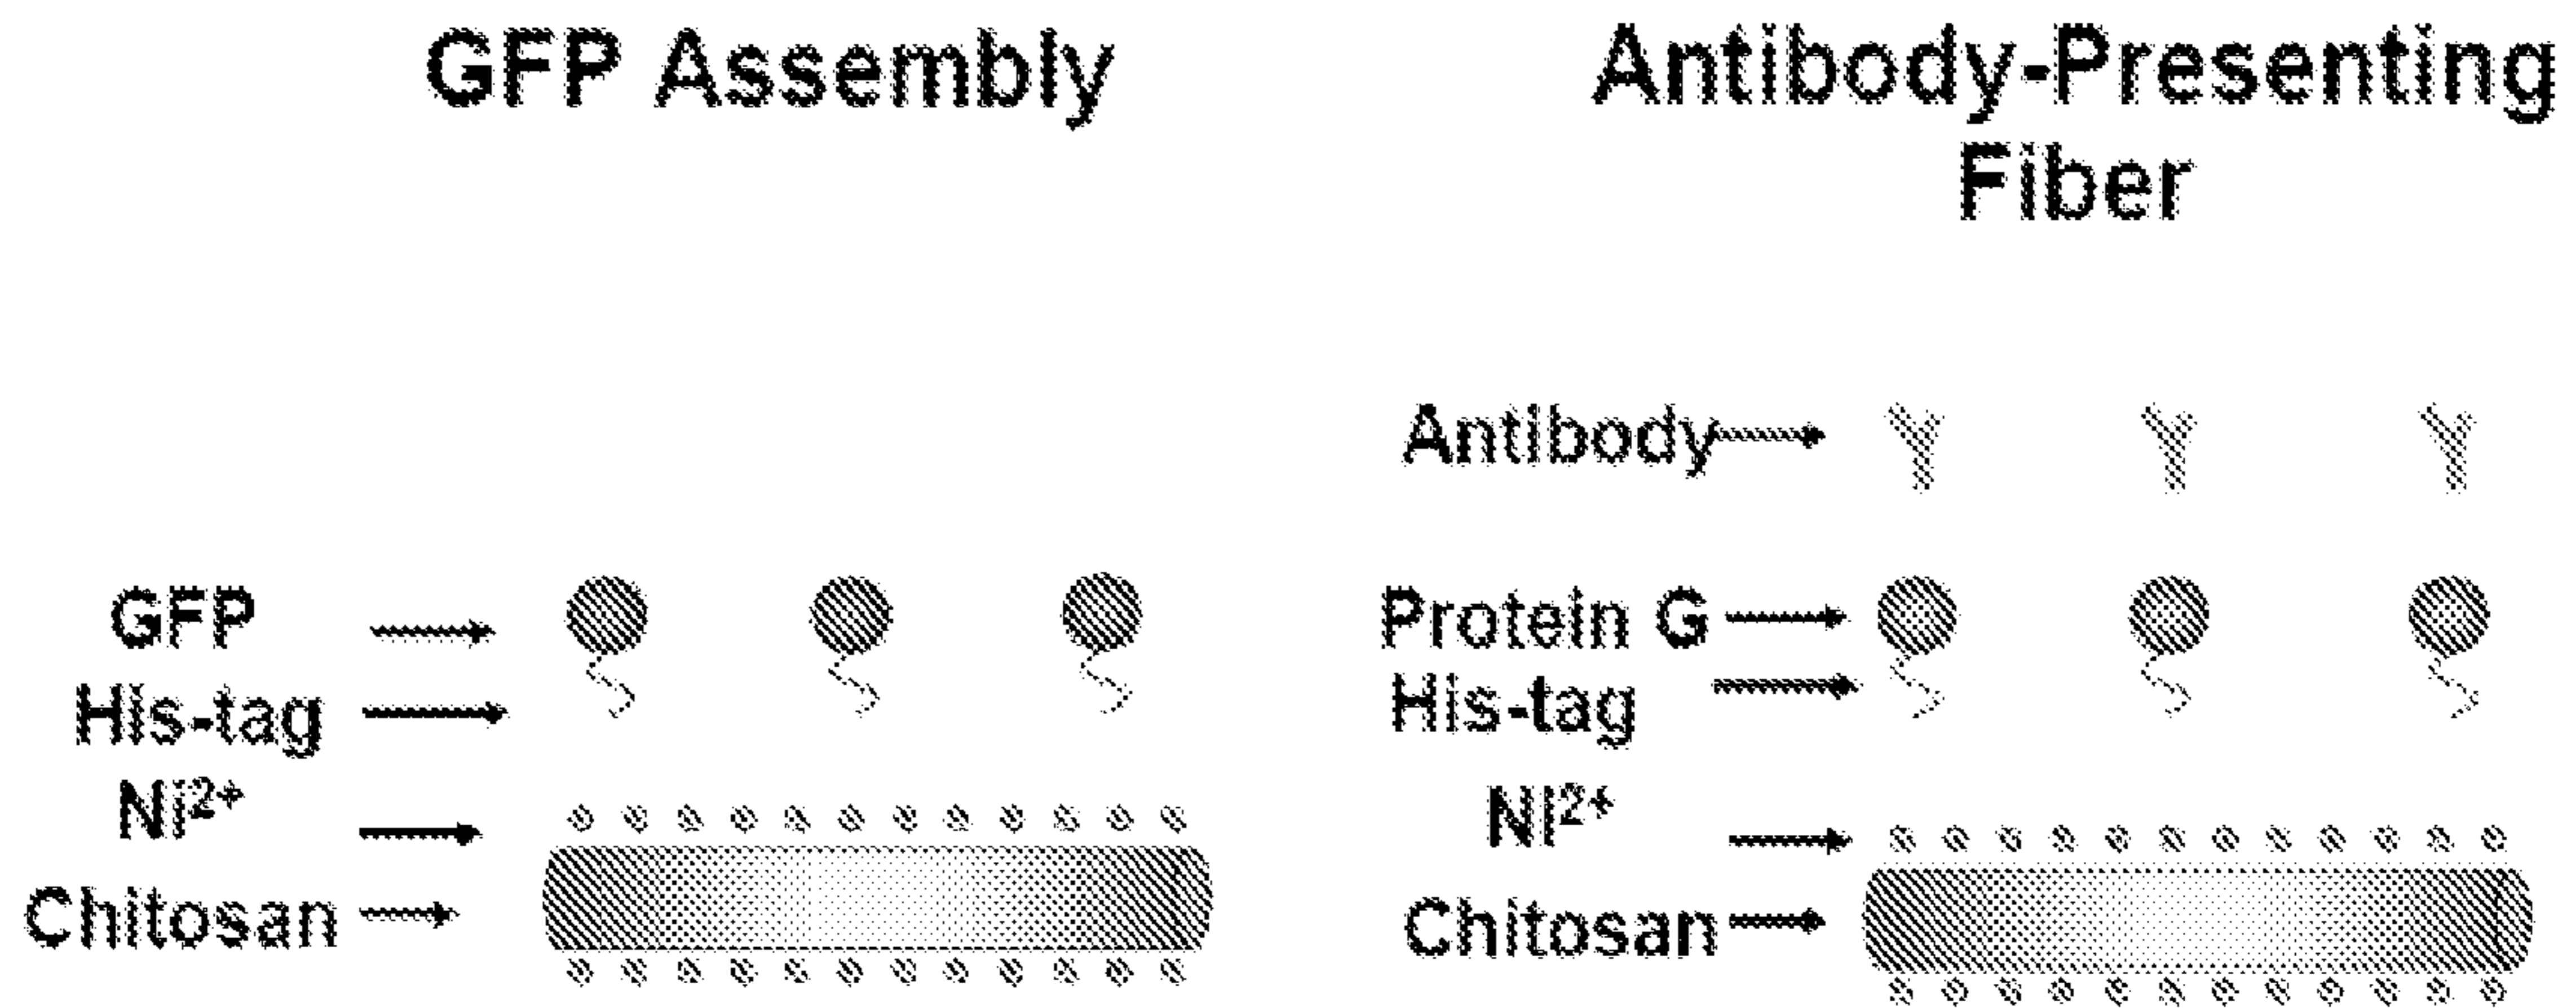 GFP Assembly
GFP
His-tag
Ni²⁺
Chitosan
Antibody-Presenting
Fiber
Antibody
Protein G
His-tag
Ni²⁺
Chitosan